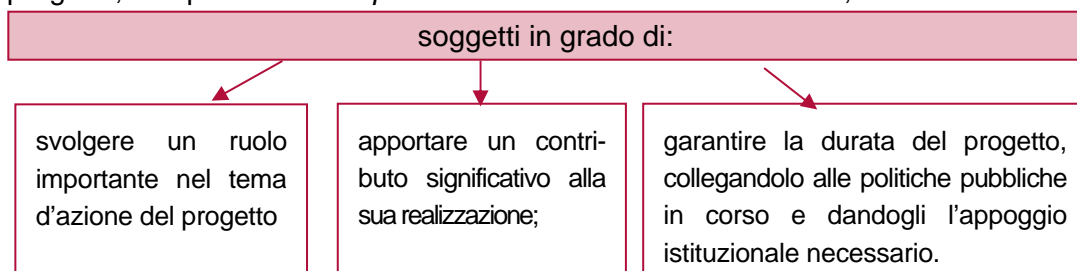 soggetti in grado di:
svolgere un ruolo
importante nel tema
d’azione del progetto
apportare un contri-
buto significativo alla
sua realizzazione;
garantire la durata del progetto,
collegandolo alle politiche pubbliche
in corso e dandogli l’appoggio
istituzionale necessario.